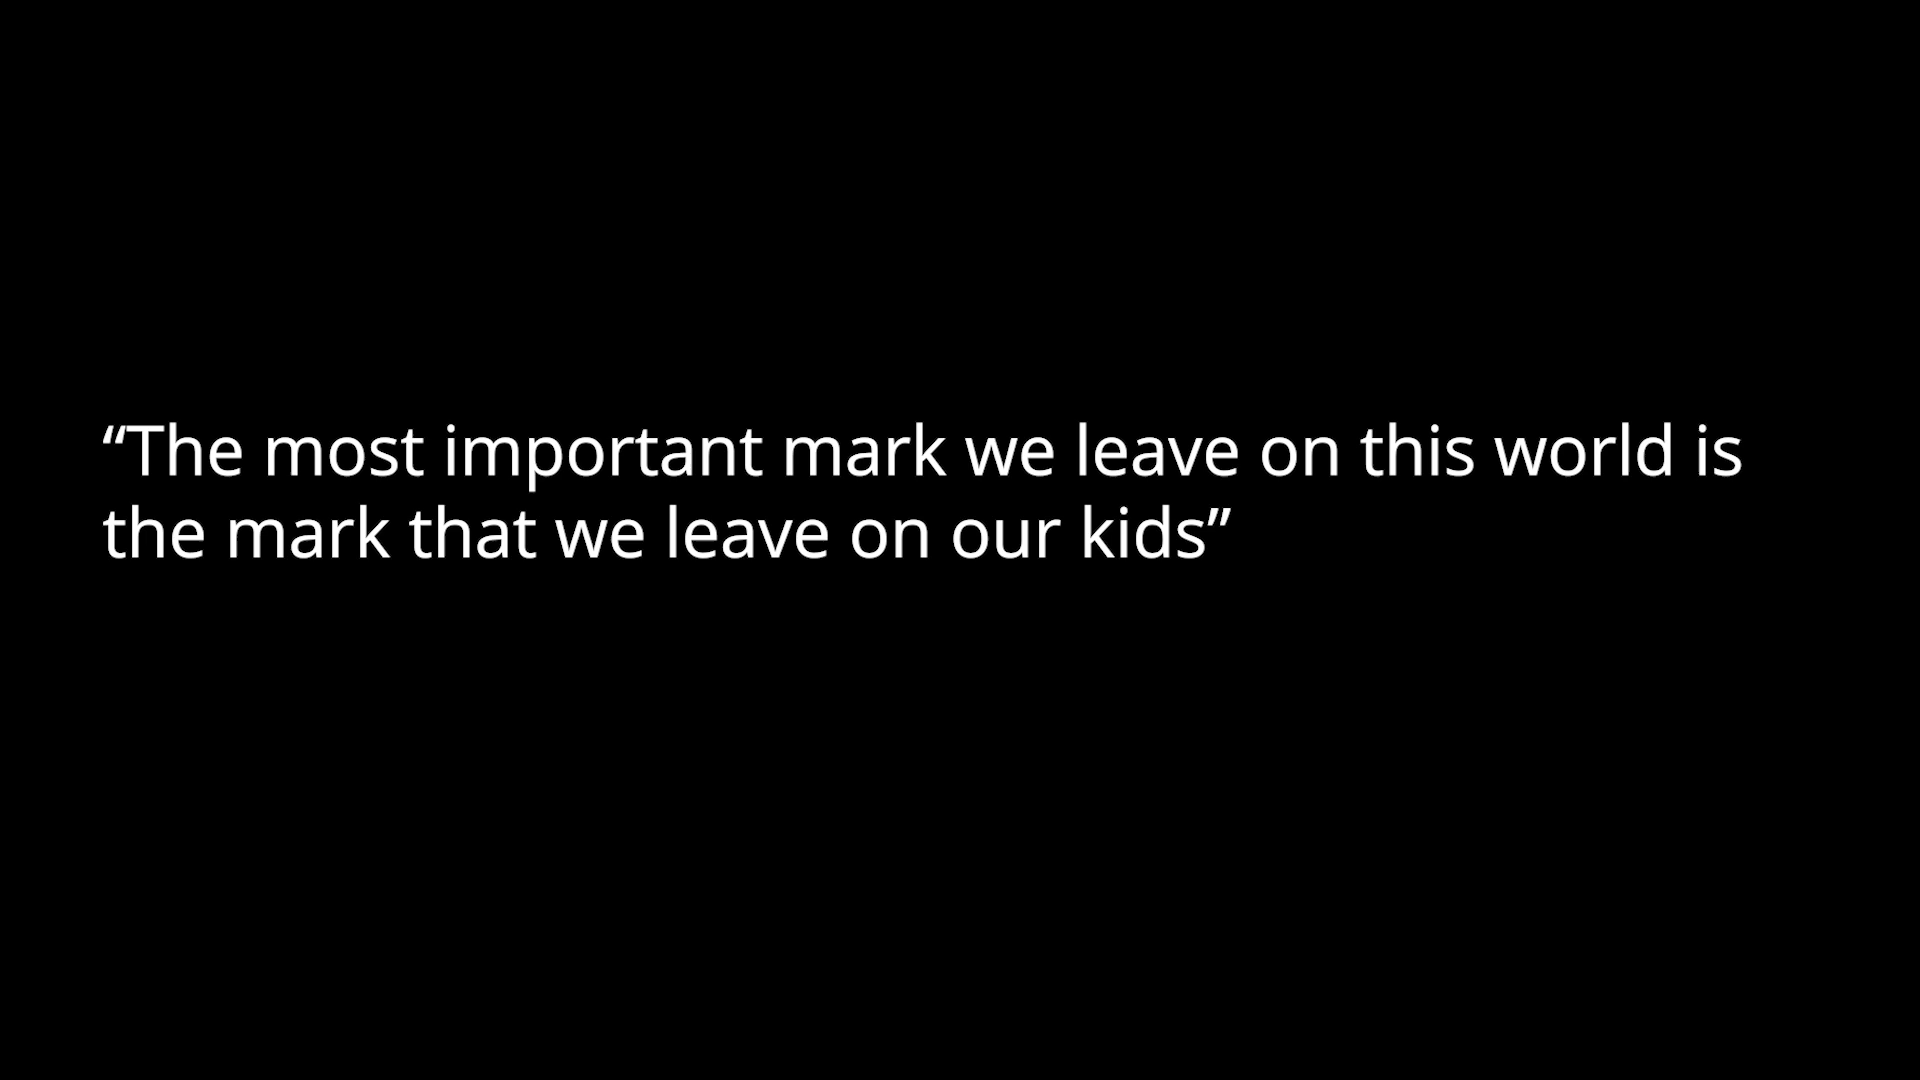 “The most important mark we leave on this world is
the mark that we leave on our kids”